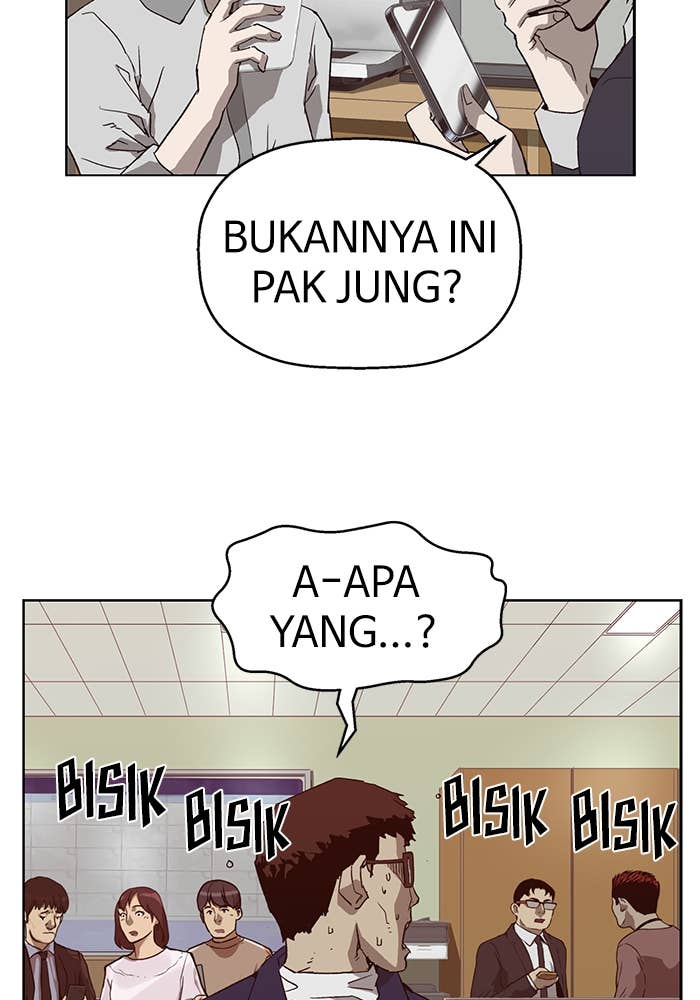 BUKANNYA INI
PAK JUNG?
A-APA
YANG...?
BISIK
BISIK
BISIK
BISIK